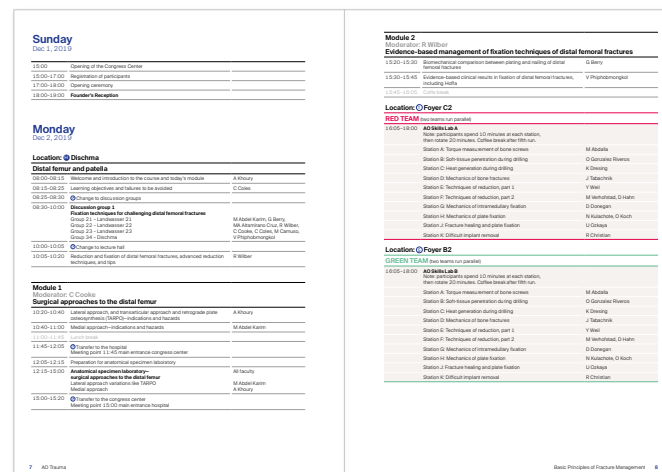 Sunday
Dec 1, 2019
15:00 Opening of the Congress Center
15:00–17:00 Registration of participants
17:00–18:00 Opening ceremony
18:00–19:00 Founder's Reception
Monday
Dec 2, 2019
Location: Dischma
Distal femur and patella
08:00–08:15 Welcome and introduction to the course and today's module A Khoury
08:15–08:25 Learning objectives and failures to be avoided C Coles
08:25–08:30 Change to discussion groups
08:30–10:00 Discussion group 1
Fixation techniques for challenging distal femoral fractures
Group 21 – Landwasser 21 M Abdel Karim, G Berry,
Group 22 – Landwasser 22 MA Altamirano Cruz, R Wilber,
Group 23 – Landwasser 23 C Cooke, C Coles, M Camuso,
Group 34 – Dischma V Phiphobmongkol
10:00–10:05 Change to lecture hall
10:05–10:20 Reduction and fixation of distal femoral fractures, advanced reduction R Wilber
techniques, and tips
Module 1
Moderator: C Cooke
Surgical approaches to the distal femur
10:20–10:40 Lateral approach, and transarticular approach and retrograde plate A Khoury
osteosynthesis (TARPO)—indications and hazards
10:40–11:00 Medial approach—indications and hazards M Abdel Karim
11:00–11:45 Lunch break
11:45–12:05 Transfer to the hospital
Meeting point 11:45 main entrance congress center
12:05–12:15 Preparation for anatomical specimen laboratory
12:15–15:00 Anatomical specimen laboratory— All faculty
surgical approaches to the distal femur
Lateral approach variations like TARPO M Abdel Karim
Medial approach A Khoury
15:00–15:20 Transfer to the congress center
Meeting point 15:00 main entrance hospital
7 AO Trauma
Module 2
Moderator: R Wilber
Evidence-based management of fixation techniques of distal femoral fractures
15:20–15:30 Biomechanical comparison between plating and nailing of distal G Berry
femoral fractures
15:30–15:45 Evidence-based clinical results in fixation of distal femoral fractures, V Phiphobmongkol
including Hoffa
15:45–16:05 Coffee break
Location: Foyer C2
RED TEAM (two teams run parallel)
16:05–18:00 AO Skills Lab A
Note: participants spend 10 minutes at each station,
then rotate 20 minutes. Coffee break after fifth run.
Station A: Torque measurement of bone screws M Abdalla
Station B: Soft-tissue penetration during drilling O Gonzalez Riveros
Station C: Heat generation during drilling K Dresing
Station D: Mechanics of bone fractures J Tabachnik
Station E: Techniques of reduction, part 1 Y Weil
Station F: Techniques of reduction, part 2 M Verhofstad, D Hahn
Station G: Mechanics of intramedullary fixation D Donegan
Station H: Mechanics of plate fixation N Kulachote, O Koch
Station J: Fracture healing and plate fixation U Ozkaya
Station K: Difficult implant removal R Christian
Location: Foyer B2
GREEN TEAM (two teams run parallel)
16:05–18:00 AO Skills Lab B
Note: participants spend 10 minutes at each station,
then rotate 20 minutes. Coffee break after fifth run.
Station A: Torque measurement of bone screws M Abdalla
Station B: Soft-tissue penetration during drilling O Gonzalez Riveros
Station C: Heat generation during drilling K Dresing
Station D: Mechanics of bone fractures J Tabachnik
Station E: Techniques of reduction, part 1 Y Weil
Station F: Techniques of reduction, part 2 M Verhofstad, D Hahn
Station G: Mechanics of intramedullary fixation D Donegan
Station H: Mechanics of plate fixation N Kulachote, O Koch
Station J: Fracture healing and plate fixation U Ozkaya
Station K: Difficult implant removal R Christian
Basic Principles of Fracture Management 8